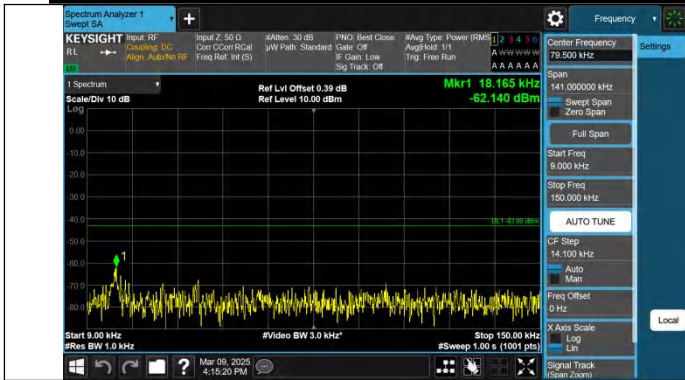 Spectrum Analyzer 1
Swept SA
Frequency
KEYSIGHT
RL
Input: RF
Coupling: DC
Align: Auto/No RF
Input Z: 50 Ω
Corr CCorr RCal
Freq Ref: Int (S)
#Atten: 30 dB
µW Path: Standard
PNO: Best Close
Gate: Off
IF Gain: Low
Sig Track: Off
#Avg Type: Power (RMS
Avg|Hold: 1/1
Trig: Free Run
1 2 3 4 5 6
A W W W W W
A A A A A A
1 Spectrum
Scale/Div 10 dB
Ref Lvl Offset 0.39 dB
Ref Level 10.00 dBm
Mkr1 18.165 kHz
-62.140 dBm
Log
0.00
-10.0
-20.0
-30.0
-40.0
-50.0
-60.0
-70.0
-80.0
1
Start 9.00 kHz
#Res BW 1.0 kHz
#Video BW 3.0 kHz*
Stop 150.00 kHz
#Sweep 1.00 s (1001 pts)
Mar 09, 2025
4:15:20 PM
Center Frequency
79.500 kHz
Span
141.000000 kHz
Swept Span
Zero Span
Full Span
Start Freq
9.000 kHz
Stop Freq
150.000 kHz
AUTO TUNE
CF Step
14.100 kHz
Auto
Man
Freq Offset
0 Hz
X Axis Scale
Log
Lin
Signal Track
(Span Zoom)
Settings
Local